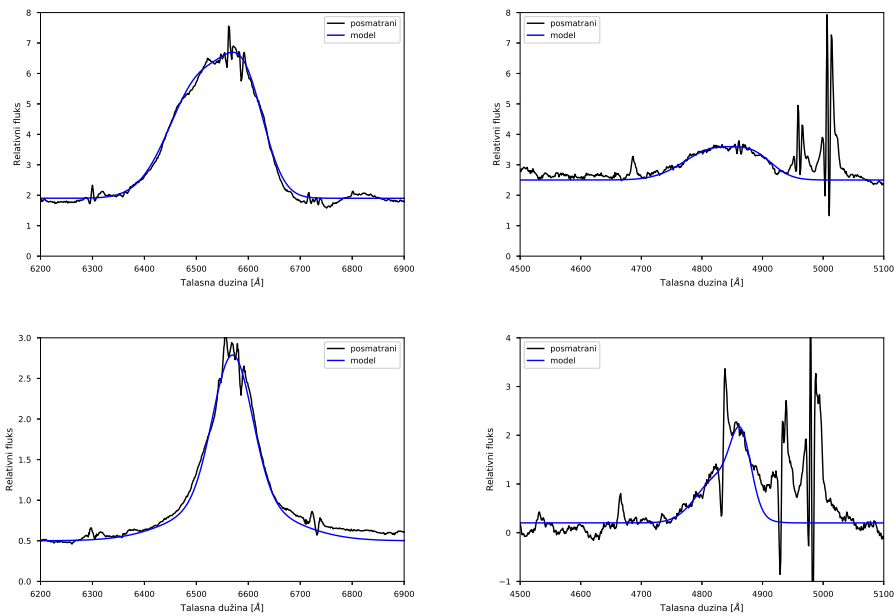 8
7
6
5
4
3
2
1
0
Relativni fluks
posmatrani
model
6200 6300 6400 6500 6600 6700 6800 6900
Talasna duzina [Å]
8
7
6
5
4
3
2
1
0
Relativni fluks
posmatrani
model
4500 4600 4700 4800 4900 5000 5100
Talasna duzina [Å]
3.0
2.5
2.0
1.5
1.0
0.5
0.0
Relativni fluks
posmatrani
model
6200 6300 6400 6500 6600 6700 6800 6900
Talasna dužina [Å]
4
3
2
1
0
−1
Relativni fluks
posmatrani
model
4500 4600 4700 4800 4900 5000 5100
Talasna duzina [Å]